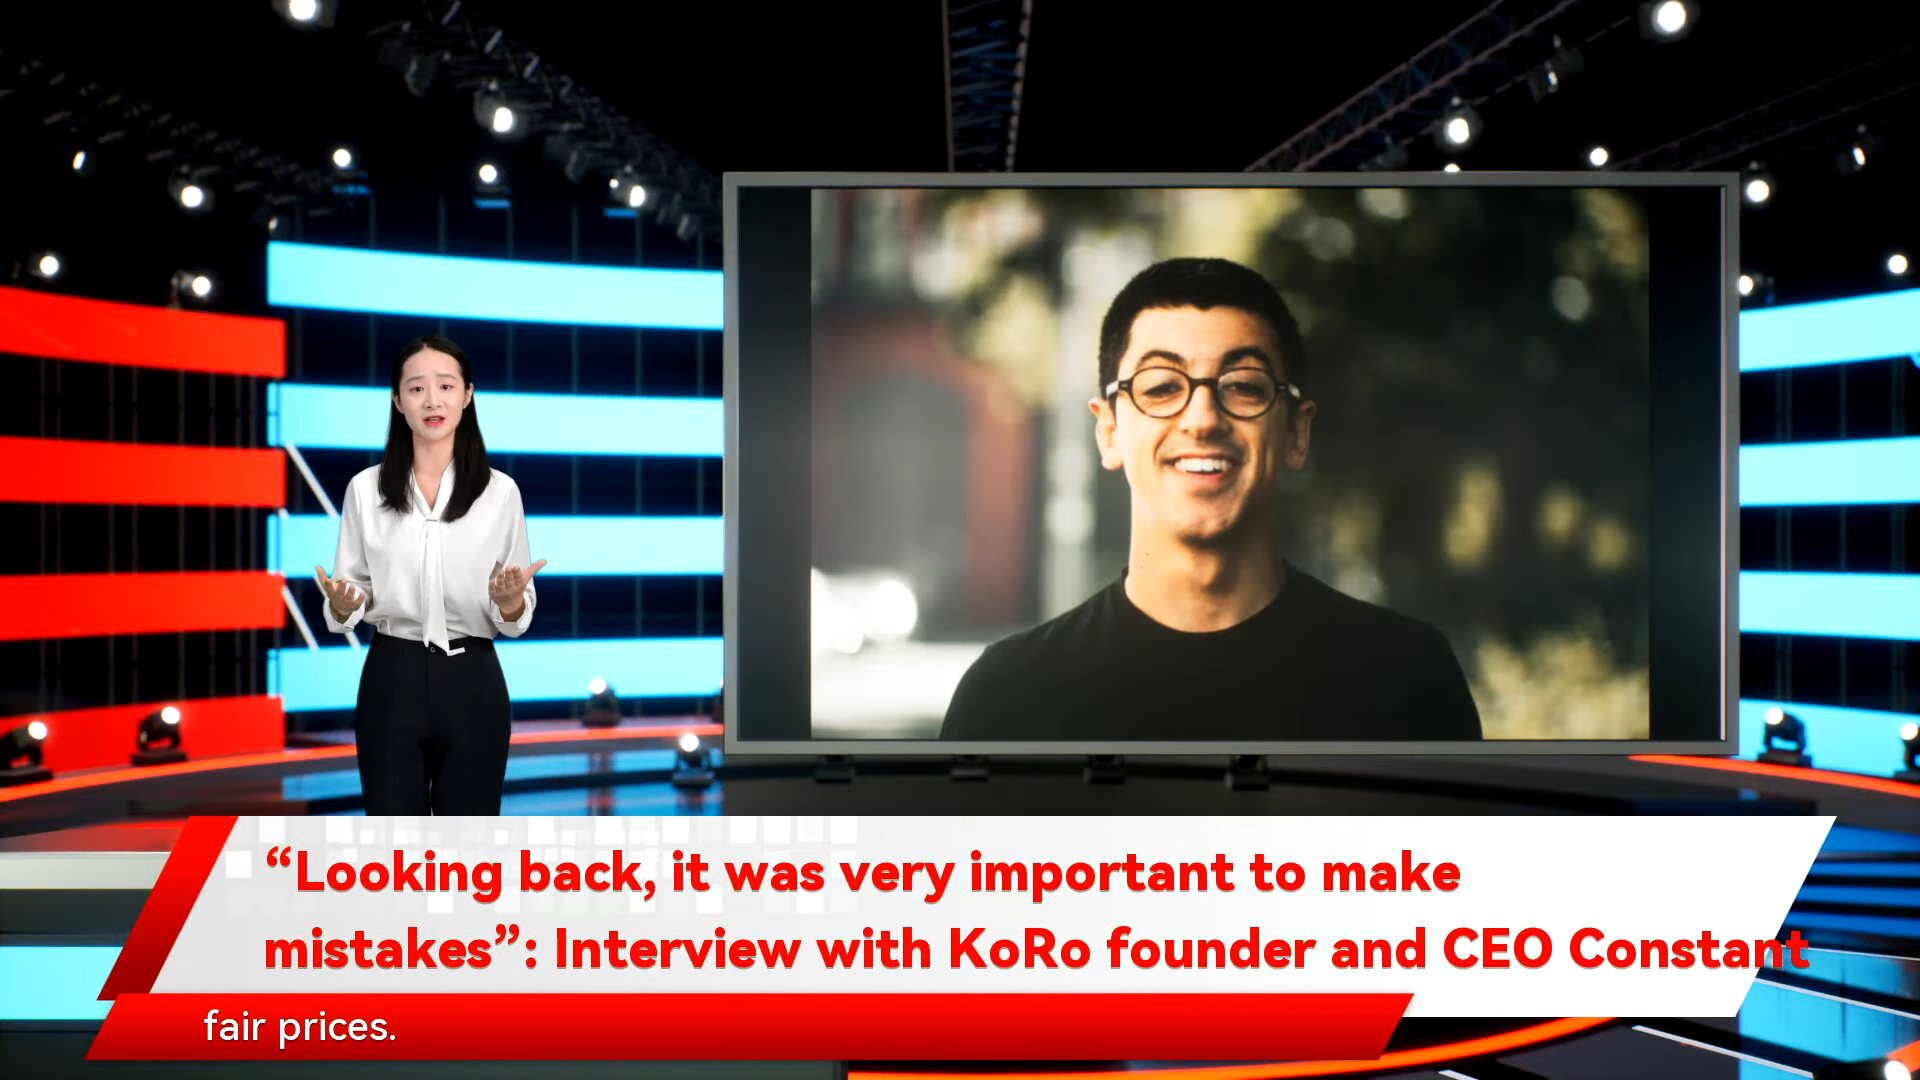 “Looking back, it was very important to make
mistakes”: Interview with KoRo founder and CEO Constant
fair prices.